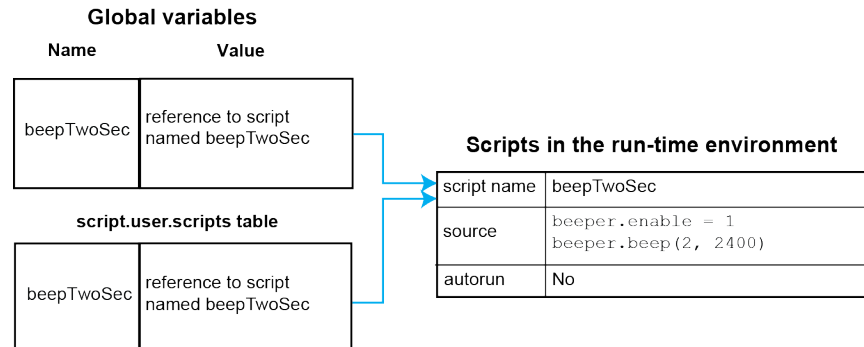 Global variables
Name Value
beepTwoSec
reference to script
named beepTwoSec
script.user.scripts table
beepTwoSec
reference to script
named beepTwoSec
Scripts in the run-time environment
script name beepTwoSec
source
beeper.enable = 1
beeper.beep(2, 2400)
autorun No